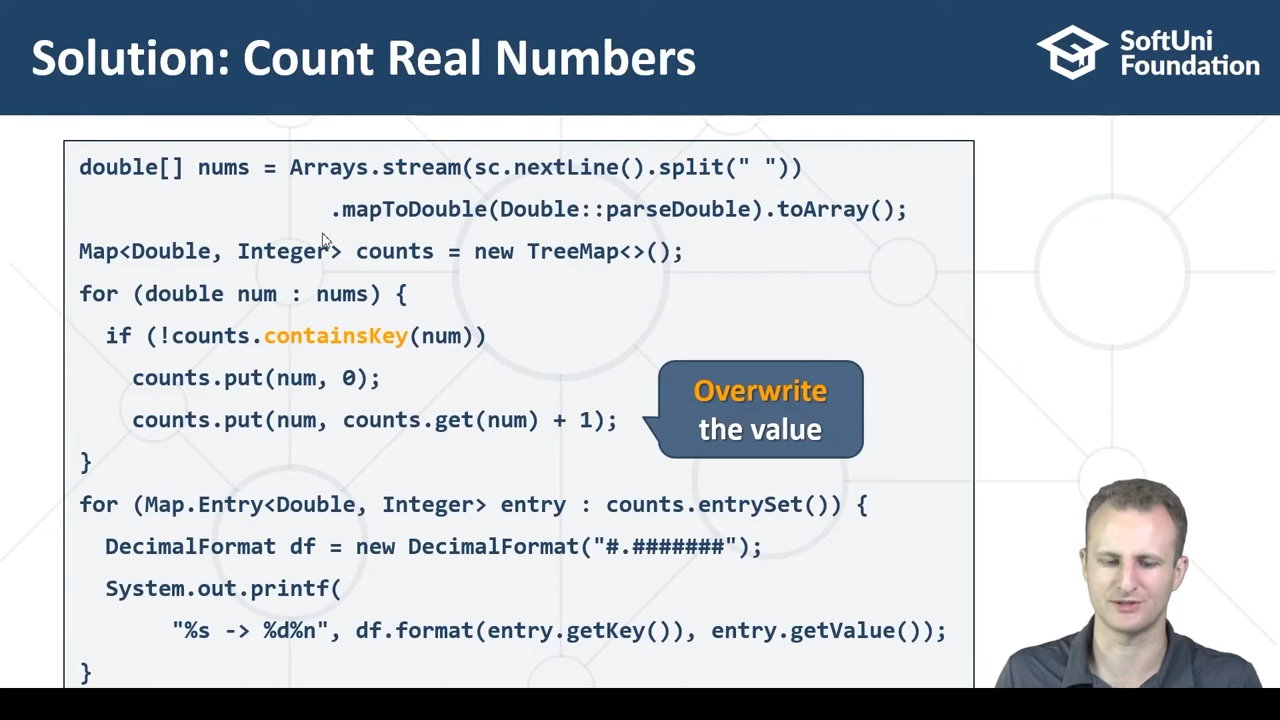 Solution: Count Real Numbers
SoftUni
Foundation
double[] nums = Arrays.stream(sc.nextLine().split(" "))
.mapToDouble(Double::parseDouble).toArray();
Map<Double, Integer> counts = new TreeMap<>();
for (double num : nums) {
if (!counts.containsKey(num))
counts.put(num, 0);
counts.put(num, counts.get(num) + 1);
Overwrite
the value
}
for (Map.Entry<Double, Integer> entry : counts.entrySet()) {
DecimalFormat df = new DecimalFormat("#.#######");
System.out.printf(
"%s -> %d%n", df.format(entry.getKey()), entry.getValue());
}